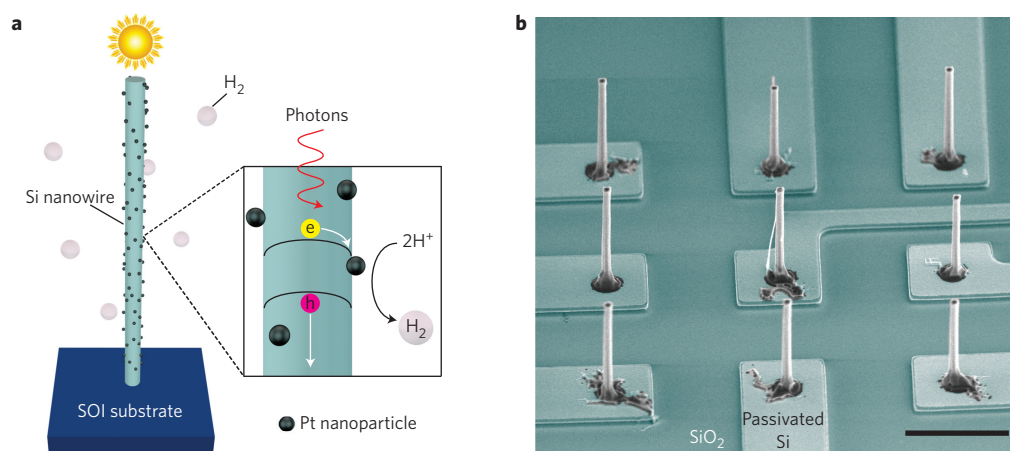 a
H₂
Photons
Si nanowire
e
2H⁺
h
H₂
SOI substrate
Pt nanoparticle
b
Passivated
Si
SiO₂